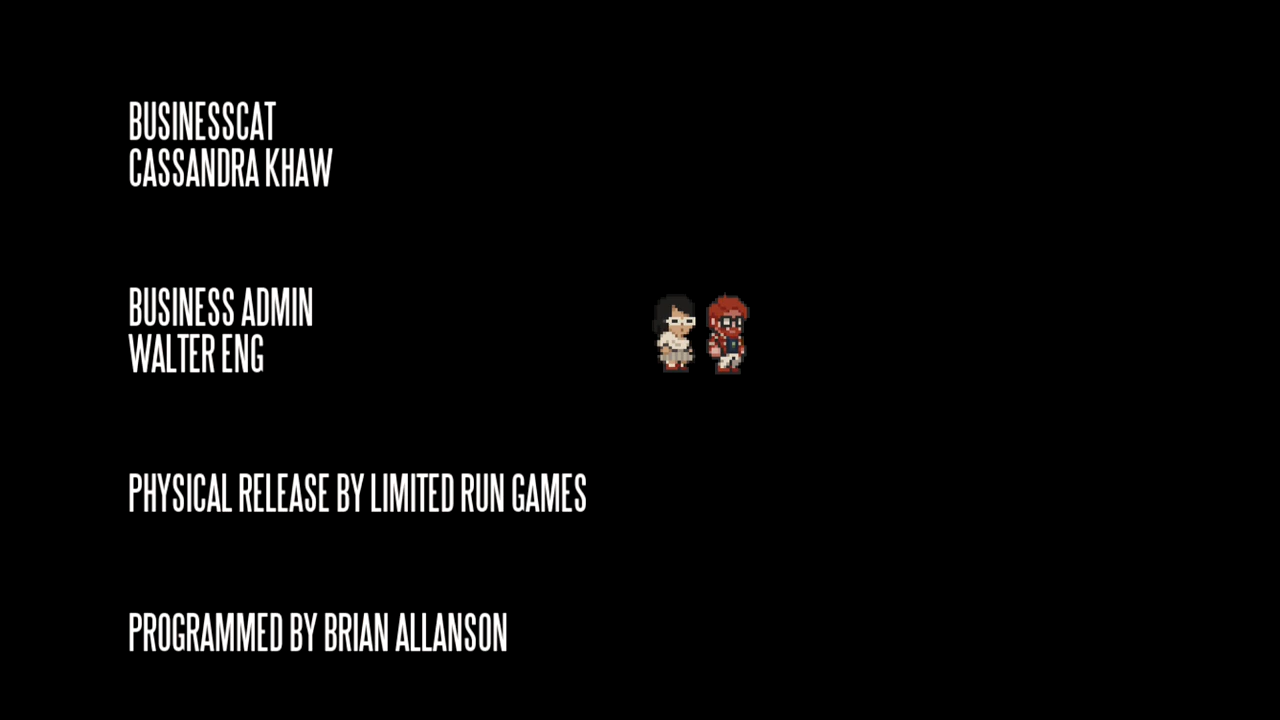 BUSINESSCAT
CASSANDRA KHAW
BUSINESS ADMIN
WALTER ENG
PHYSICAL RELEASE BY LIMITED RUN GAMES
PROGRAMMED BY BRIAN ALLANSON